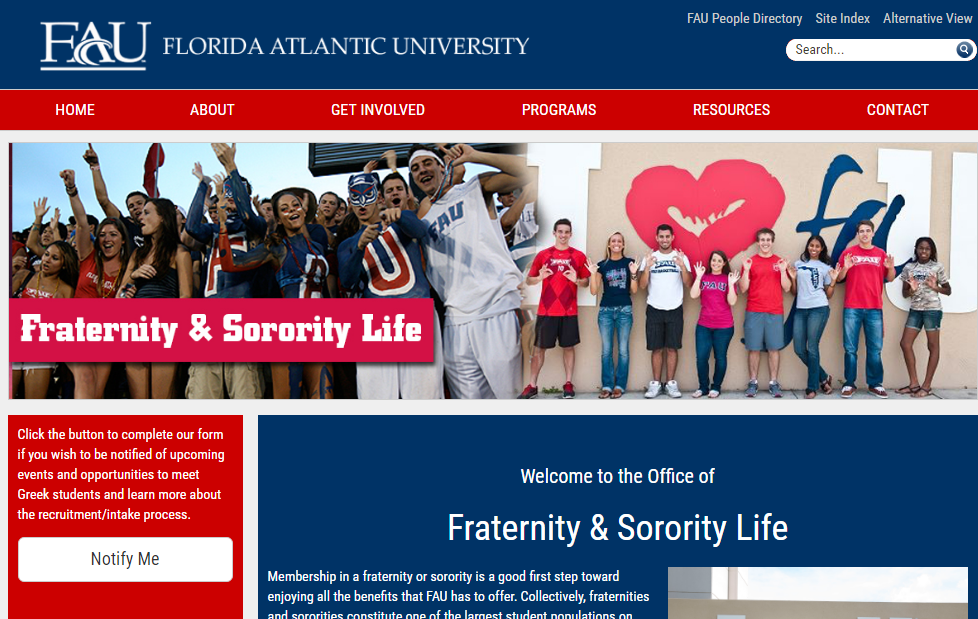 FAU People Directory Site Index Alternative View
FAU FLORIDA ATLANTIC UNIVERSITY
Search...
HOME ABOUT GET INVOLVED PROGRAMS RESOURCES CONTACT
FAU
F A U
fau
U
FAU
Fraternity & Sorority Life
Click the button to complete our form
if you wish to be notified of upcoming
events and opportunities to meet
Greek students and learn more about
the recruitment/intake process.
Notify Me
Welcome to the Office of
Fraternity & Sorority Life
Membership in a fraternity or sorority is a good first step toward
enjoying all the benefits that FAU has to offer. Collectively, fraternities
and sororities constitute one of the largest student populations on